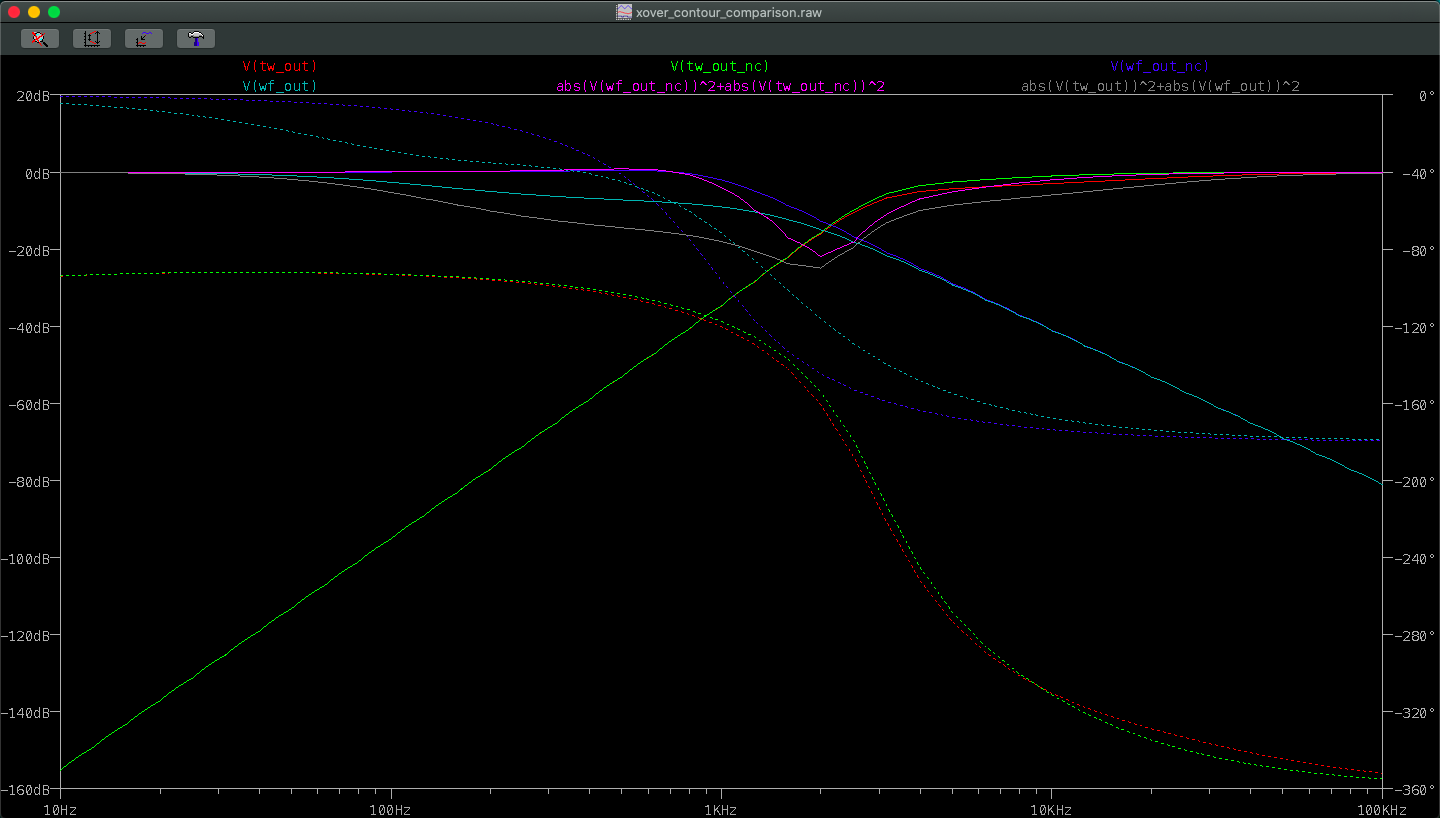 xover_contour_comparison.raw
V(tw_out) V(tw_out_nc) V(wf_out_nc)
V(wf_out) abs(V(wf_out_nc))^2+abs(V(tw_out_nc))^2 abs(V(tw_out))^2+abs(V(wf_out))^2
20dB 0°
0dB -40°
-20dB -80°
-40dB -120°
-60dB -160°
-80dB -200°
-100dB -240°
-120dB -280°
-140dB -320°
-160dB -360°
10Hz 100Hz 1KHz 10KHz 100KHz